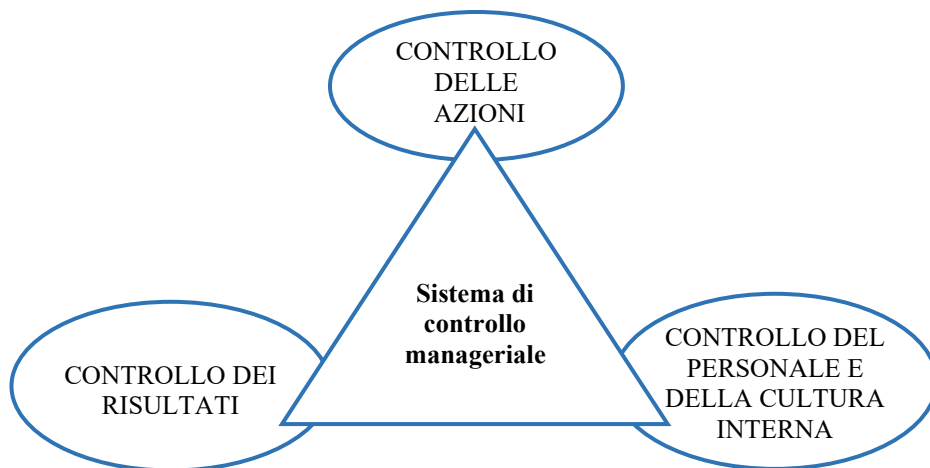 CONTROLLO
DELLE
AZIONI
Sistema di
controllo
manageriale
CONTROLLO DEI
RISULTATI
CONTROLLO DEL
PERSONALE E
DELLA CULTURA
INTERNA